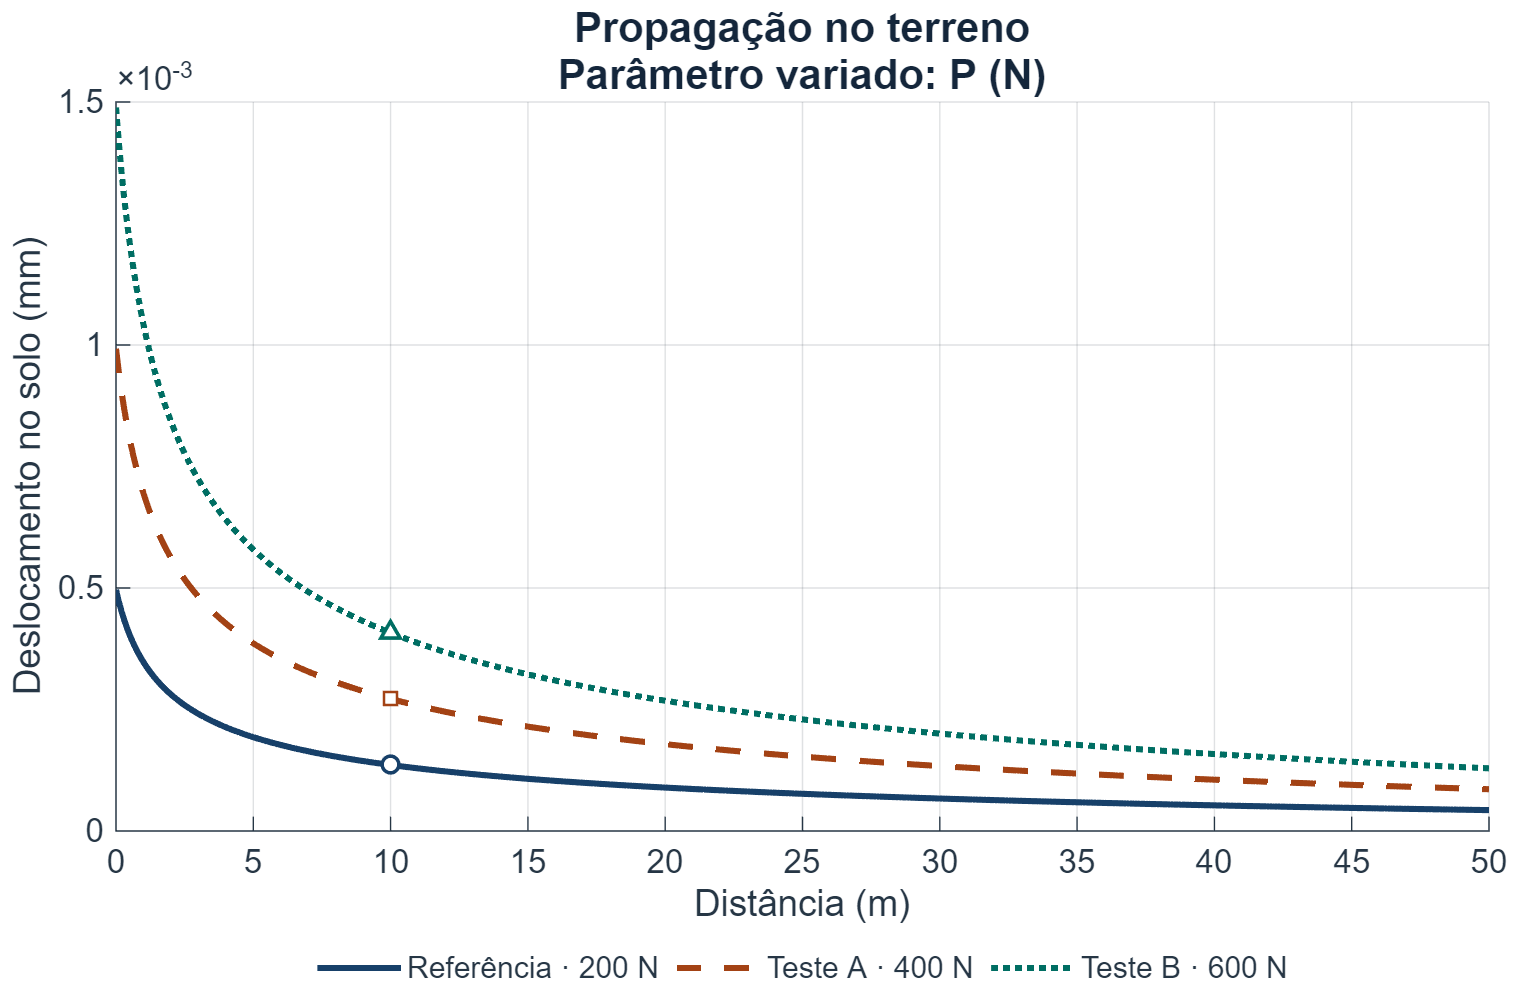 Propagação no terreno
Parâmetro variado: P (N)
×10-3
1.5
1
0.5
0
Deslocamento no solo (mm)
0 5 10 15 20 25 30 35 40 45 50
Distância (m)
Referência · 200 N Teste A · 400 N Teste B · 600 N